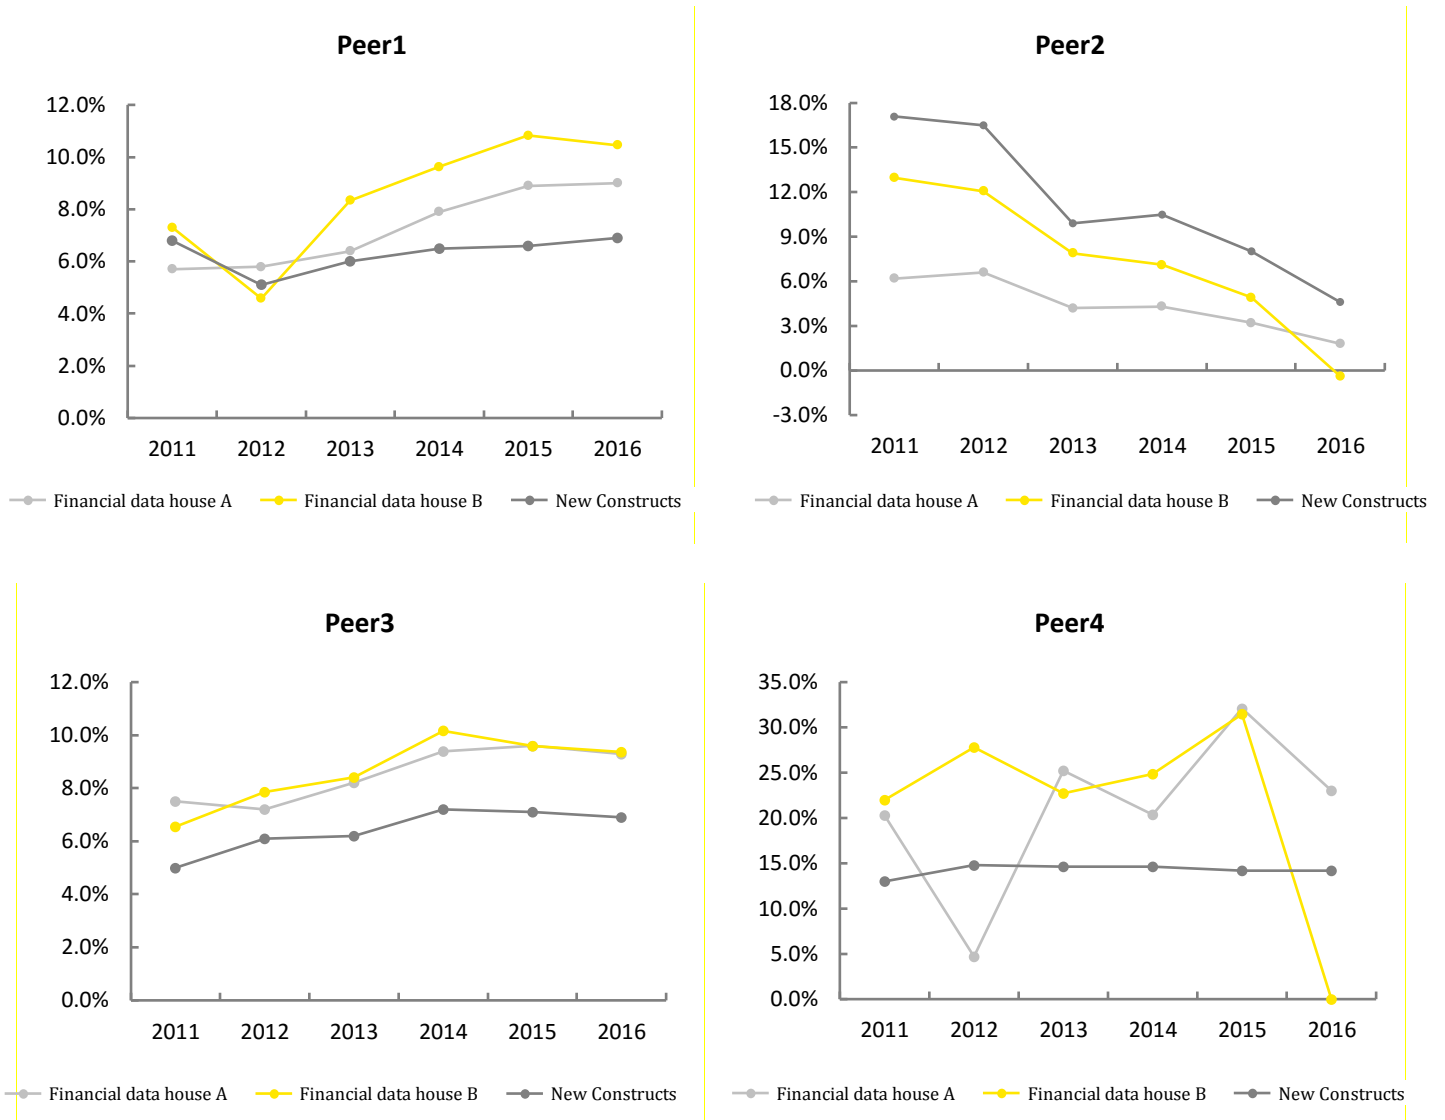 Peer1
12.0%
10.0%
8.0%
6.0%
4.0%
2.0%
0.0%
2011 2012 2013 2014 2015 2016
Financial data house A Financial data house B New Constructs
Peer2
18.0%
15.0%
12.0%
9.0%
6.0%
3.0%
0.0%
-3.0%
2011 2012 2013 2014 2015 2016
Financial data house A Financial data house B New Constructs
Peer3
12.0%
10.0%
8.0%
6.0%
4.0%
2.0%
0.0%
2011 2012 2013 2014 2015 2016
Financial data house A Financial data house B New Constructs
Peer4
35.0%
30.0%
25.0%
20.0%
15.0%
10.0%
5.0%
0.0%
2011 2012 2013 2014 2015 2016
Financial data house A Financial data house B New Constructs